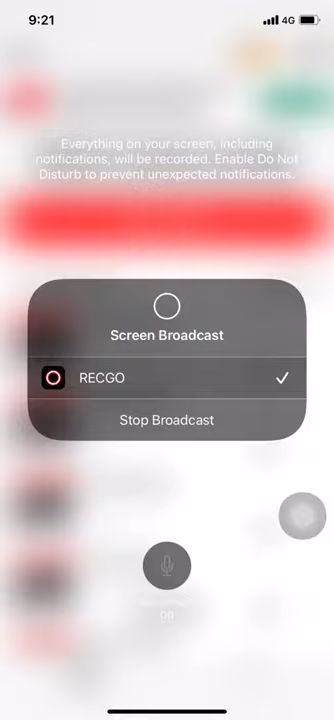 9:21
4G
Everything on your screen, including
notifications, will be recorded. Enable Do Not
Disturb to prevent unexpected notifications.
Screen Broadcast
RECGO
Stop Broadcast